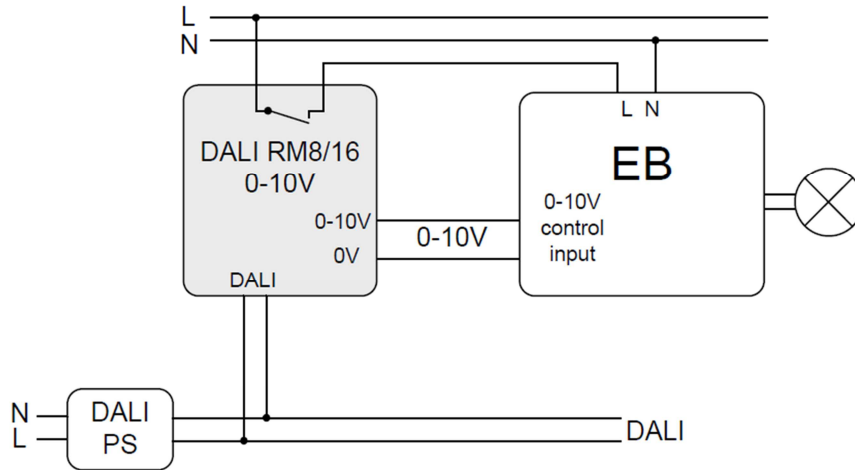 L
N
L N
DALI RM8/16
0-10V
EB
0-10V
0V
0-10V
0-10V
control
input
DALI
N
L
DALI
PS
DALI